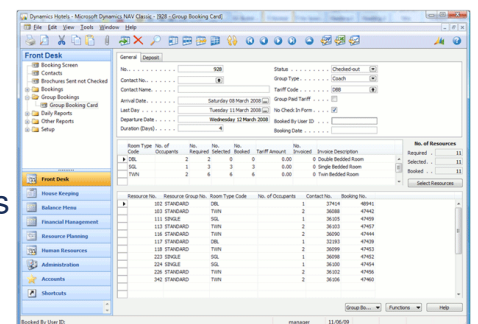 Dynamics Hotels - Microsoft Dynamics NAV Classic - [928 - Group Booking Card]
File Edit View Tools Window Help
Front Desk
Booking Screen
Contacts
Brochures Sent not Checked
Bookings
Group Bookings
Group Booking Card
Daily Reports
Other Reports
Setup
Front Desk
House Keeping
Balance Menu
Financial Management
Resource Planning
Human Resources
Administration
Accounts
Shortcuts
s
General Deposit
No. 928 Status Checked-out
Contact No. Group Type Coach
Contact Name. Tariff Code DBB
Arrival Date Saturday 08 March 2008 Group Paid Tariff
Last Day Tuesday 11 March 2008 No Check In Form
Departure Date Wednesday 12 March 2008 Booked By User ID
Duration (Days) 4 Booking Date
Room Type Code No. of Occupants No. Required No. Selected No. Booked Tariff Amount No. Invoiced Invoice Description
DBL 2 2 0 0 0.00 0 Double Bedded Room
SGL 1 3 3 3 0.00 0 Single Bedded Room
TWN 2 6 6 6 0.00 0 Twin Bedded Room
No. of Resources
Required 11
Selected 11
Booked 11
Select Resources
Resource No. Resource Group No. Room Type Code No. of Occupants Contact No. Booking No.
102 STANDARD DBL 1 37414 48941
103 STANDARD TWN 2 36088 47442
111 SINGLE SGL 1 36105 47459
113 STANDARD TWN 2 36103 47457
116 STANDARD TWN 2 36090 47444
117 STANDARD DBL 1 32193 47439
118 STANDARD TWN 2 36099 47453
223 SINGLE SGL 1 36098 47452
224 SINGLE SGL 1 36100 47454
226 STANDARD TWN 2 36102 47456
242 STANDARD TWN 2 36106 47460
Group Bo... Functions Help
Booked By User ID: manager 11/06/09